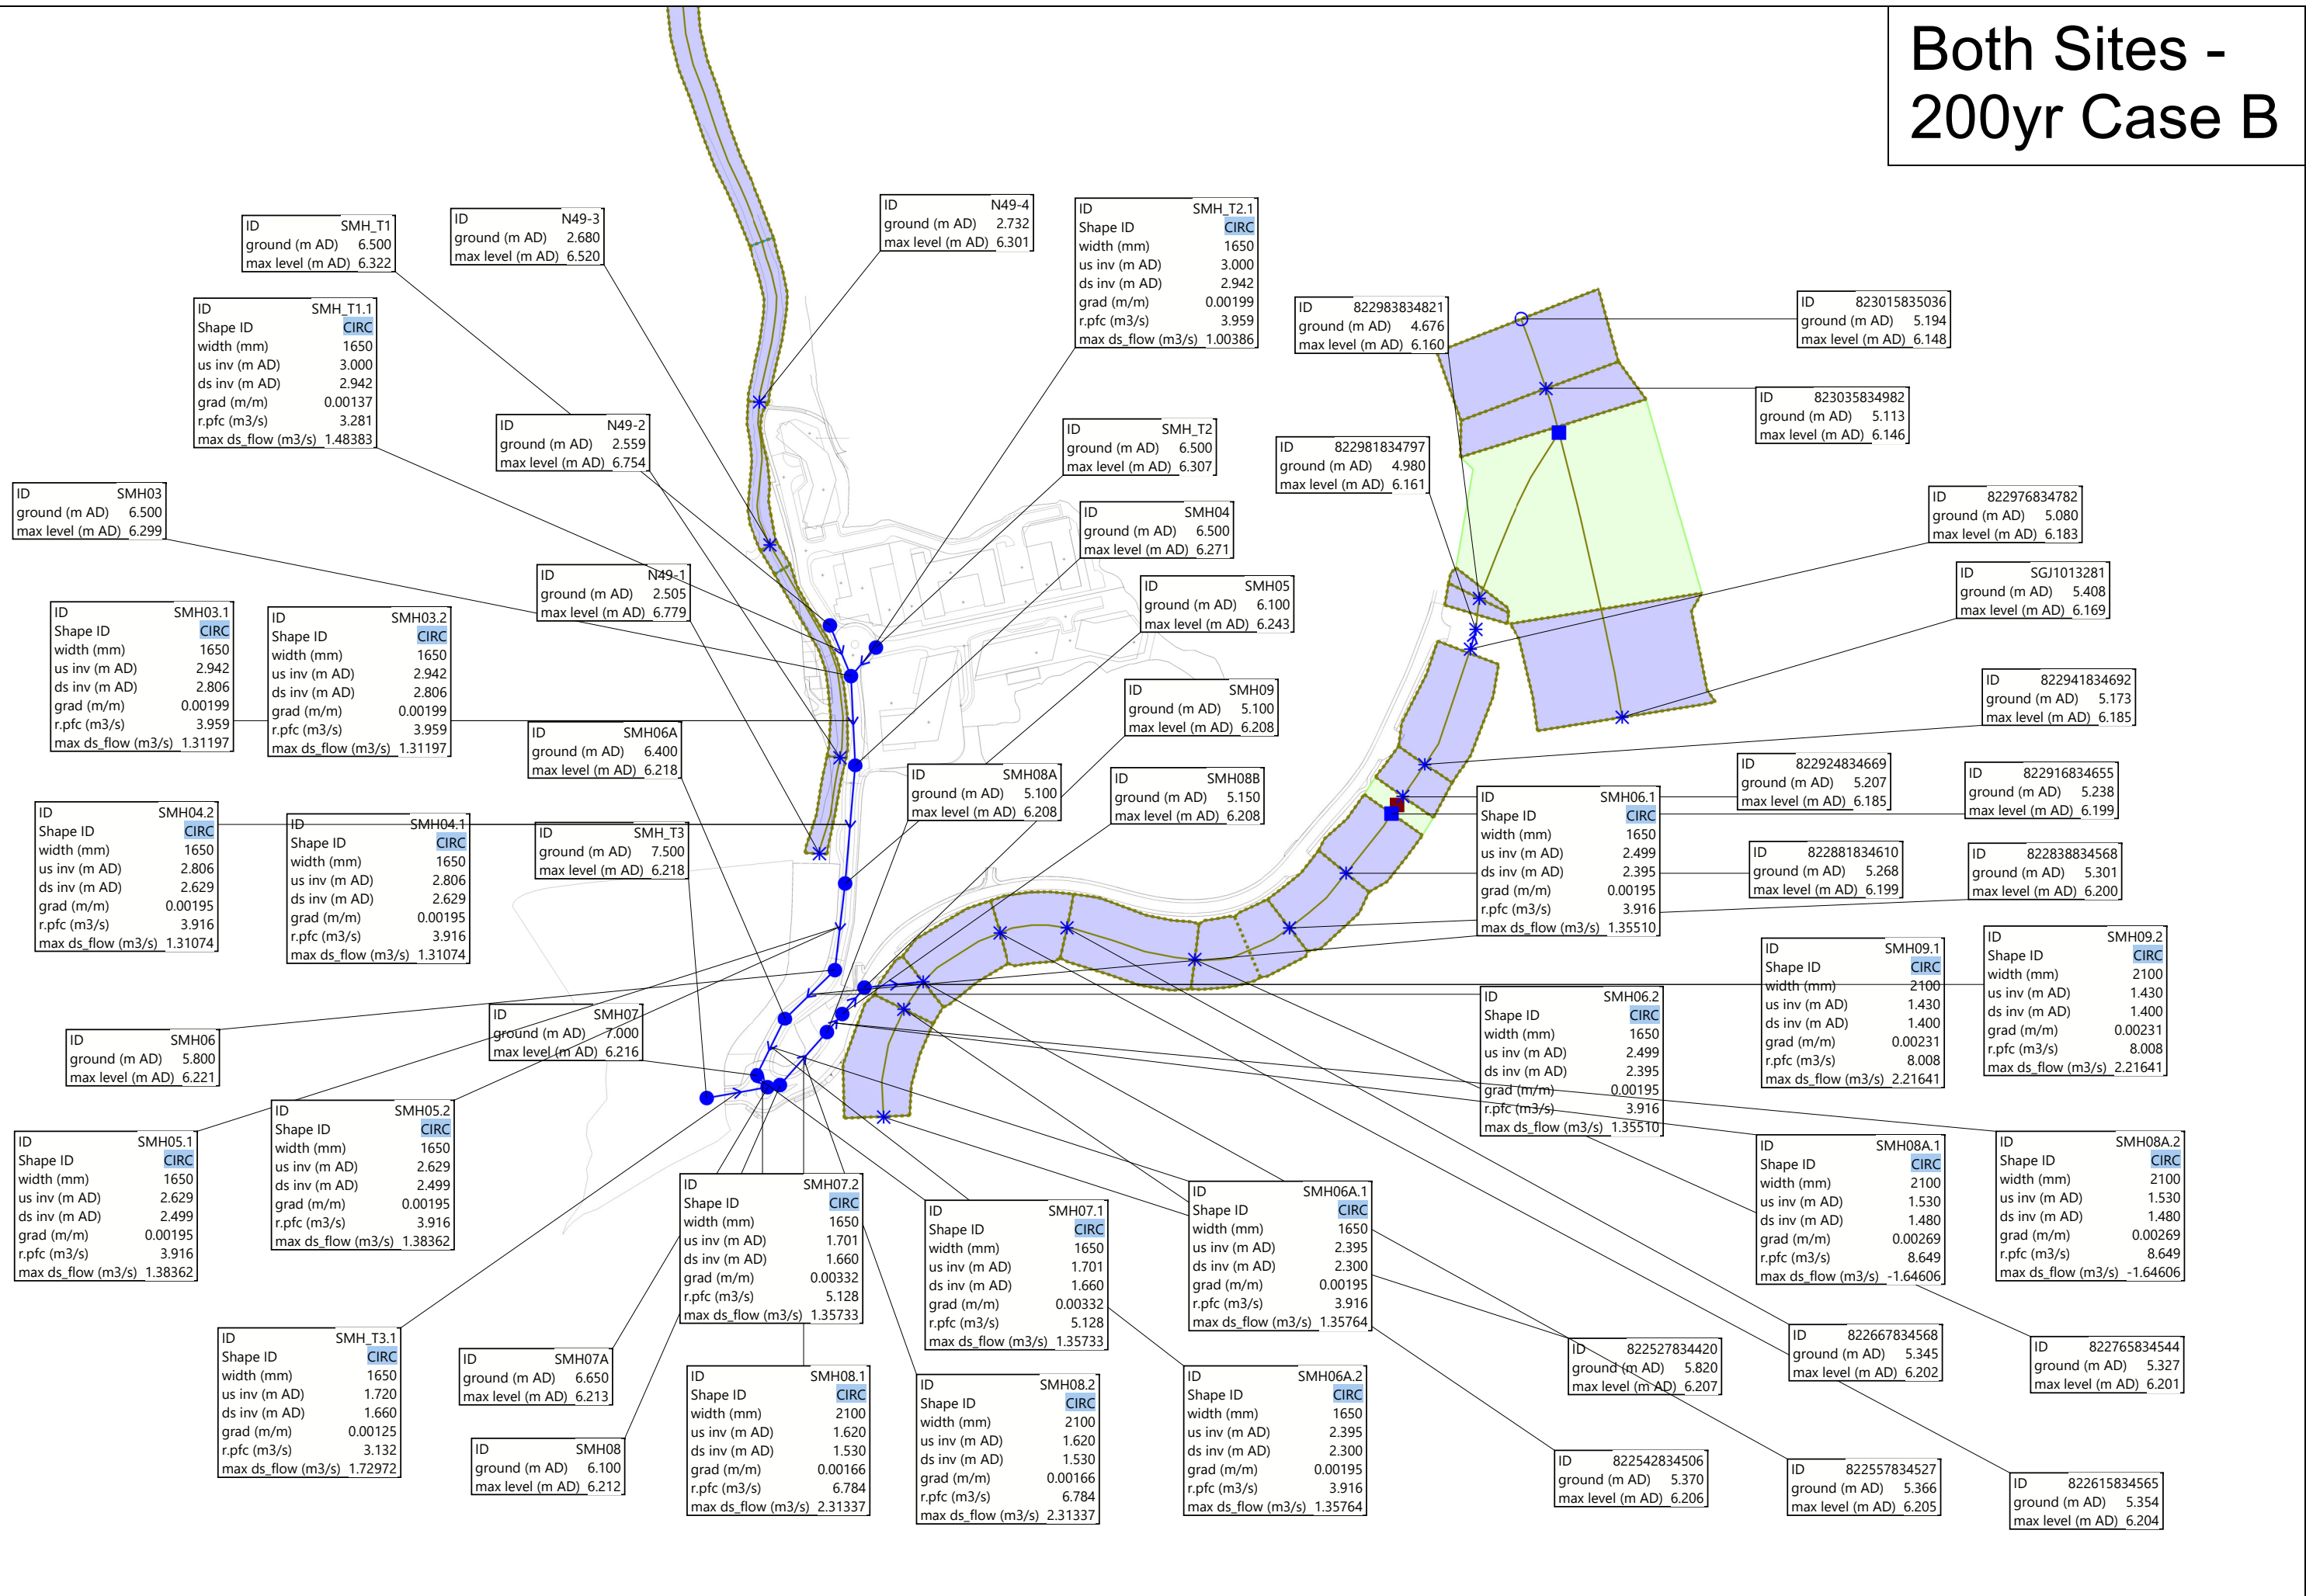 Both Sites -
200yr Case B
ID SMH_T1
ground (m AD) 6.500
max level (m AD) 6.322
ID N49-3
ground (m AD) 2.680
max level (m AD) 6.520
ID N49-4
ground (m AD) 2.732
max level (m AD) 6.301
ID SMH_T2.1
Shape ID CIRC
width (mm) 1650
us inv (m AD) 3.000
ds inv (m AD) 2.942
grad (m/m) 0.00199
r.pfc (m3/s) 3.959
max ds_flow (m3/s) 1.00386
ID 822983834821
ground (m AD) 4.676
max level (m AD) 6.160
ID 823015835036
ground (m AD) 5.194
max level (m AD) 6.148
ID SMH_T1.1
Shape ID CIRC
width (mm) 1650
us inv (m AD) 3.000
ds inv (m AD) 2.942
grad (m/m) 0.00137
r.pfc (m3/s) 3.281
max ds_flow (m3/s) 1.48383
ID 823035834982
ground (m AD) 5.113
max level (m AD) 6.146
ID N49-2
ground (m AD) 2.559
max level (m AD) 6.754
ID SMH_T2
ground (m AD) 6.500
max level (m AD) 6.307
ID 822981834797
ground (m AD) 4.980
max level (m AD) 6.161
ID SMH03
ground (m AD) 6.500
max level (m AD) 6.299
ID SMH04
ground (m AD) 6.500
max level (m AD) 6.271
ID 822976834782
ground (m AD) 5.080
max level (m AD) 6.183
ID N49-1
ground (m AD) 2.505
max level (m AD) 6.779
ID SMH05
ground (m AD) 6.100
max level (m AD) 6.243
ID SGJ1013281
ground (m AD) 5.408
max level (m AD) 6.169
ID SMH03.1
Shape ID CIRC
width (mm) 1650
us inv (m AD) 2.942
ds inv (m AD) 2.806
grad (m/m) 0.00199
r.pfc (m3/s) 3.959
max ds_flow (m3/s) 1.31197
ID SMH03.2
Shape ID CIRC
width (mm) 1650
us inv (m AD) 2.942
ds inv (m AD) 2.806
grad (m/m) 0.00199
r.pfc (m3/s) 3.959
max ds_flow (m3/s) 1.31197
ID SMH09
ground (m AD) 5.100
max level (m AD) 6.208
ID 822941834692
ground (m AD) 5.173
max level (m AD) 6.185
ID SMH06A
ground (m AD) 6.400
max level (m AD) 6.218
ID SMH08A
ground (m AD) 5.100
max level (m AD) 6.208
ID SMH08B
ground (m AD) 5.150
max level (m AD) 6.208
ID 822924834669
ground (m AD) 5.207
max level (m AD) 6.185
ID 822916834655
ground (m AD) 5.238
max level (m AD) 6.199
ID SMH04.2
Shape ID CIRC
width (mm) 1650
us inv (m AD) 2.806
ds inv (m AD) 2.629
grad (m/m) 0.00195
r.pfc (m3/s) 3.916
max ds_flow (m3/s) 1.31074
ID SMH04.1
Shape ID CIRC
width (mm) 1650
us inv (m AD) 2.806
ds inv (m AD) 2.629
grad (m/m) 0.00195
r.pfc (m3/s) 3.916
max ds_flow (m3/s) 1.31074
ID SMH_T3
ground (m AD) 7.500
max level (m AD) 6.218
ID SMH06.1
Shape ID CIRC
width (mm) 1650
us inv (m AD) 2.499
ds inv (m AD) 2.395
grad (m/m) 0.00195
r.pfc (m3/s) 3.916
max ds_flow (m3/s) 1.35510
ID 822881834610
ground (m AD) 5.268
max level (m AD) 6.199
ID 822838834568
ground (m AD) 5.301
max level (m AD) 6.200
ID SMH09.1
Shape ID CIRC
width (mm) 2100
us inv (m AD) 1.430
ds inv (m AD) 1.400
grad (m/m) 0.00231
r.pfc (m3/s) 8.008
max ds_flow (m3/s) 2.21641
ID SMH09.2
Shape ID CIRC
width (mm) 2100
us inv (m AD) 1.430
ds inv (m AD) 1.400
grad (m/m) 0.00231
r.pfc (m3/s) 8.008
max ds_flow (m3/s) 2.21641
ID SMH06
ground (m AD) 5.800
max level (m AD) 6.221
ID SMH07
ground (m AD) 7.000
max level (m AD) 6.216
ID SMH06.2
Shape ID CIRC
width (mm) 1650
us inv (m AD) 2.499
ds inv (m AD) 2.395
grad (m/m) 0.00195
r.pfc (m3/s) 3.916
max ds_flow (m3/s) 1.35510
ID SMH05.1
Shape ID CIRC
width (mm) 1650
us inv (m AD) 2.629
ds inv (m AD) 2.499
grad (m/m) 0.00195
r.pfc (m3/s) 3.916
max ds_flow (m3/s) 1.38362
ID SMH05.2
Shape ID CIRC
width (mm) 1650
us inv (m AD) 2.629
ds inv (m AD) 2.499
grad (m/m) 0.00195
r.pfc (m3/s) 3.916
max ds_flow (m3/s) 1.38362
ID SMH08A.1
Shape ID CIRC
width (mm) 2100
us inv (m AD) 1.530
ds inv (m AD) 1.480
grad (m/m) 0.00269
r.pfc (m3/s) 8.649
max ds_flow (m3/s) -1.64606
ID SMH08A.2
Shape ID CIRC
width (mm) 2100
us inv (m AD) 1.530
ds inv (m AD) 1.480
grad (m/m) 0.00269
r.pfc (m3/s) 8.649
max ds_flow (m3/s) -1.64606
ID SMH07.2
Shape ID CIRC
width (mm) 1650
us inv (m AD) 1.701
ds inv (m AD) 1.660
grad (m/m) 0.00332
r.pfc (m3/s) 5.128
max ds_flow (m3/s) 1.35733
ID SMH07.1
Shape ID CIRC
width (mm) 1650
us inv (m AD) 1.701
ds inv (m AD) 1.660
grad (m/m) 0.00332
r.pfc (m3/s) 5.128
max ds_flow (m3/s) 1.35733
ID SMH06A.1
Shape ID CIRC
width (mm) 1650
us inv (m AD) 2.395
ds inv (m AD) 2.300
grad (m/m) 0.00195
r.pfc (m3/s) 3.916
max ds_flow (m3/s) 1.35764
ID SMH_T3.1
Shape ID CIRC
width (mm) 1650
us inv (m AD) 1.720
ds inv (m AD) 1.660
grad (m/m) 0.00125
r.pfc (m3/s) 3.132
max ds_flow (m3/s) 1.72972
ID SMH07A
ground (m AD) 6.650
max level (m AD) 6.213
ID 822527834420
ground (m AD) 5.820
max level (m AD) 6.207
ID 822667834568
ground (m AD) 5.345
max level (m AD) 6.202
ID 822765834544
ground (m AD) 5.327
max level (m AD) 6.201
ID SMH08
ground (m AD) 6.100
max level (m AD) 6.212
ID SMH08.1
Shape ID CIRC
width (mm) 2100
us inv (m AD) 1.620
ds inv (m AD) 1.530
grad (m/m) 0.00166
r.pfc (m3/s) 6.784
max ds_flow (m3/s) 2.31337
ID SMH08.2
Shape ID CIRC
width (mm) 2100
us inv (m AD) 1.620
ds inv (m AD) 1.530
grad (m/m) 0.00166
r.pfc (m3/s) 6.784
max ds_flow (m3/s) 2.31337
ID SMH06A.2
Shape ID CIRC
width (mm) 1650
us inv (m AD) 2.395
ds inv (m AD) 2.300
grad (m/m) 0.00195
r.pfc (m3/s) 3.916
max ds_flow (m3/s) 1.35764
ID 822542834506
ground (m AD) 5.370
max level (m AD) 6.206
ID 822557834527
ground (m AD) 5.366
max level (m AD) 6.205
ID 822615834565
ground (m AD) 5.354
max level (m AD) 6.204